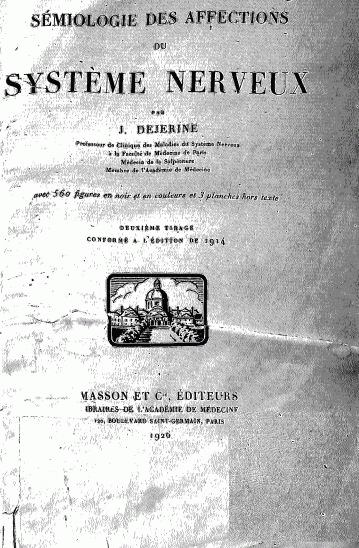 SÉMIOLOGIE DES AFFECTIONS
DU
SYSTÈME NERVEUX
PAR
J. DEJERINE
Professeur de Clinique des Maladies du Système Nerveux
à la Faculté de Médecine de Paris
Médecin de la Salpêtrière
Membre de l'Académie de Médecine
avec 560 figures en noir et en couleurs et 3 planches hors texte
DEUXIÈME TIRAGE
CONFORME A L'ÉDITION DE 1914
MASSON ET Cie, ÉDITEURS
LIBRAIRES DE L'ACADÉMIE DE MÉDECINE
120, BOULEVARD SAINT-GERMAIN, PARIS
1926